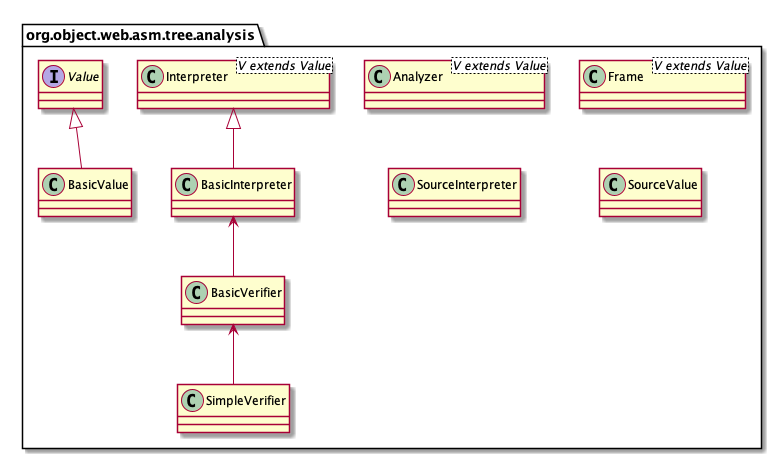 org.object.web.asm.tree.analysis
I Value
C Interpreter V extends Value
C Analyzer V extends Value
C Frame V extends Value
C BasicValue
C BasicInterpreter
C SourceInterpreter
C SourceValue
C BasicVerifier
C SimpleVerifier